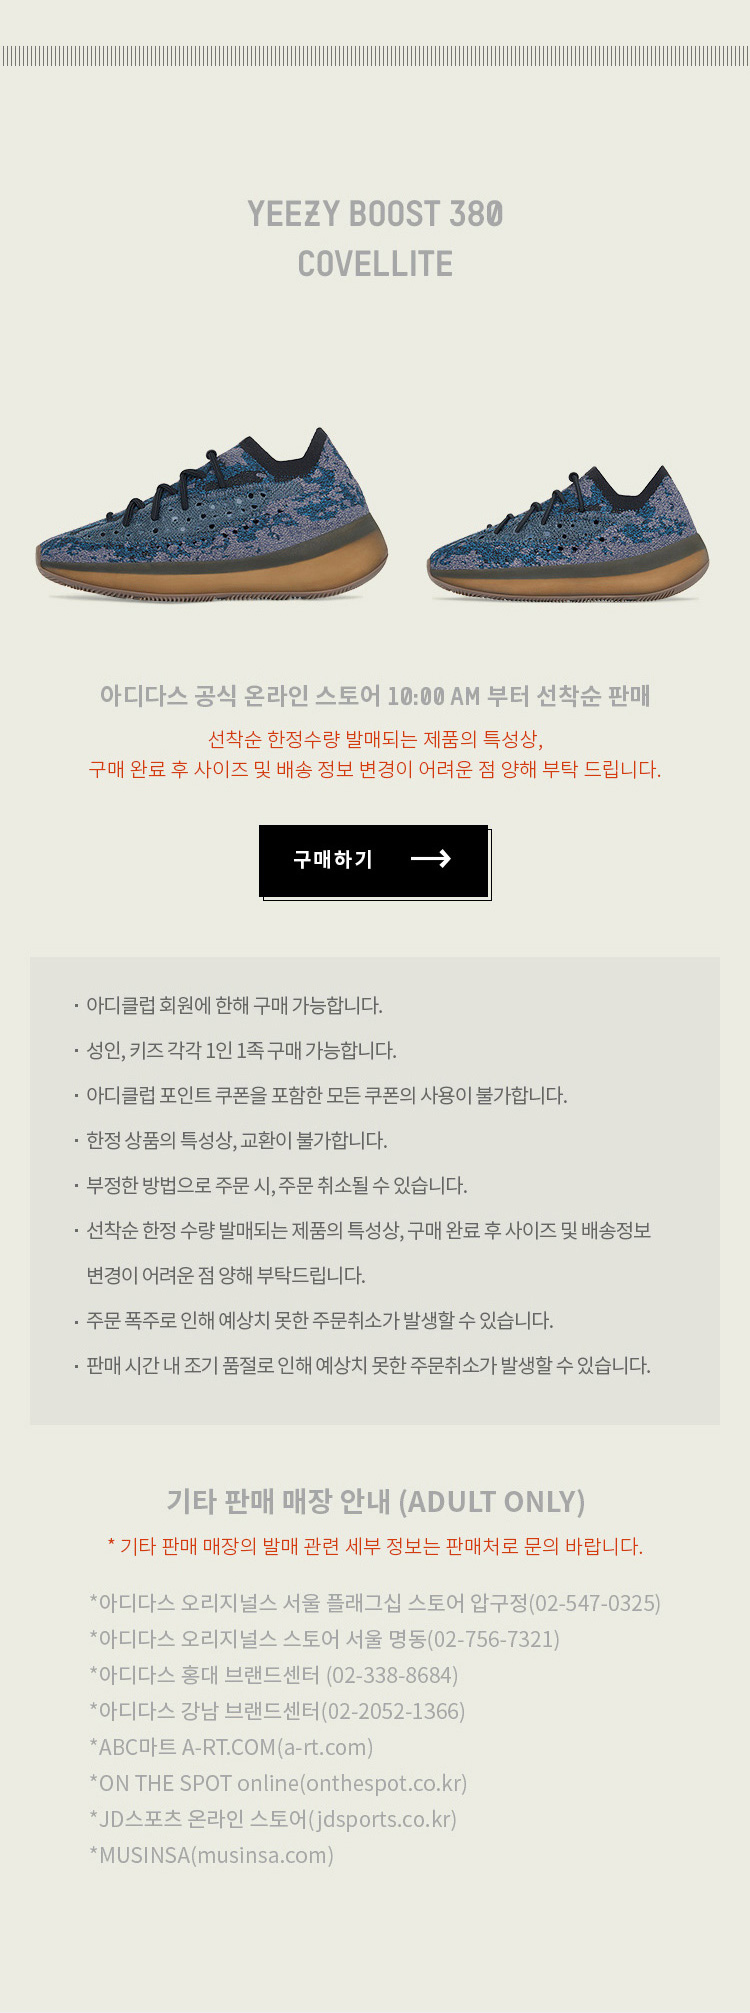 YEEZY BOOST 380
COVELLITE
아디다스 공식 온라인 스토어 10:00 AM 부터 선착순 판매
선착순 한정수량 발매되는 제품의 특성상,
구매 완료 후 사이즈 및 배송 정보 변경이 어려운 점 양해 부탁 드립니다.
구매하기 →
· 아디클럽 회원에 한해 구매 가능합니다.
· 성인, 키즈 각각 1인 1족 구매 가능합니다.
· 아디클럽 포인트 쿠폰을 포함한 모든 쿠폰의 사용이 불가합니다.
· 한정 상품의 특성상, 교환이 불가합니다.
· 부정한 방법으로 주문 시, 주문 취소될 수 있습니다.
· 선착순 한정 수량 발매되는 제품의 특성상, 구매 완료 후 사이즈 및 배송정보
변경이 어려운 점 양해 부탁드립니다.
· 주문 폭주로 인해 예상치 못한 주문취소가 발생할 수 있습니다.
· 판매 시간 내 조기 품절로 인해 예상치 못한 주문취소가 발생할 수 있습니다.
기타 판매 매장 안내 (ADULT ONLY)
* 기타 판매 매장의 발매 관련 세부 정보는 판매처로 문의 바랍니다.
*아디다스 오리지널스 서울 플래그십 스토어 압구정(02-547-0325)
*아디다스 오리지널스 스토어 서울 명동(02-756-7321)
*아디다스 홍대 브랜드센터 (02-338-8684)
*아디다스 강남 브랜드센터(02-2052-1366)
*ABC마트 A-RT.COM(a-rt.com)
*ON THE SPOT online(onthespot.co.kr)
*JD스포츠 온라인 스토어(jdsports.co.kr)
*MUSINSA(musinsa.com)